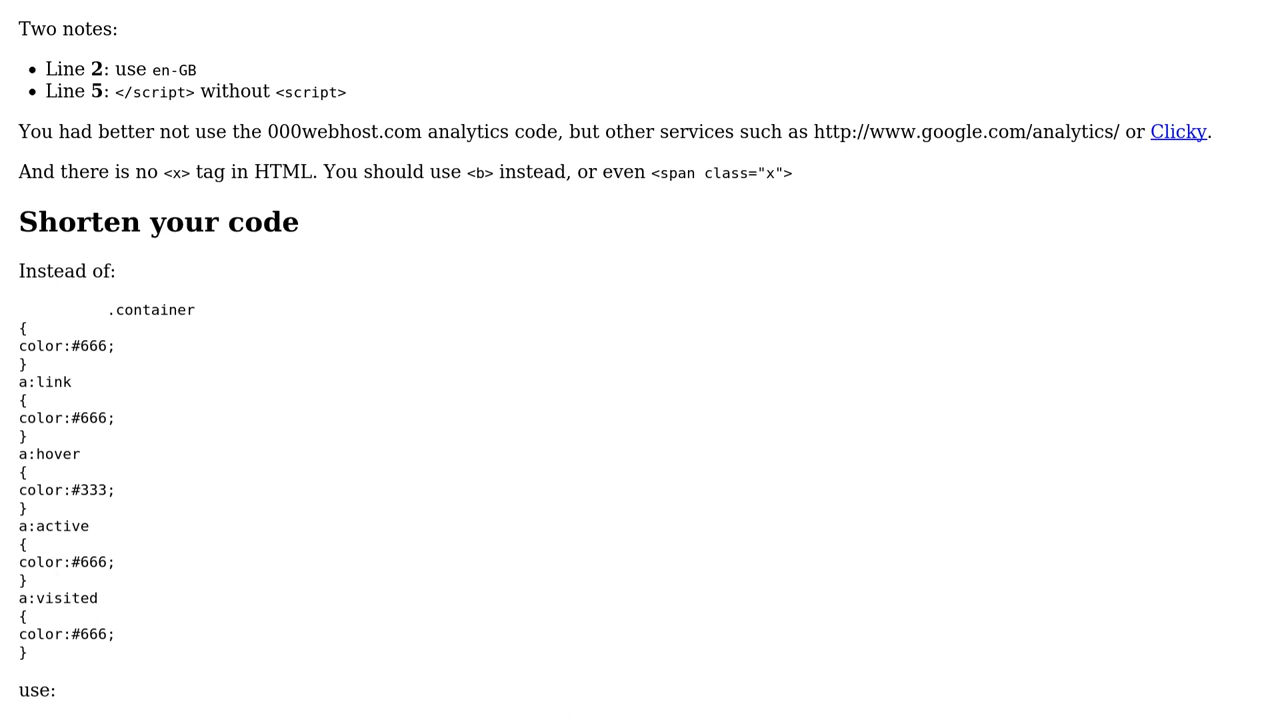 Two notes:
Line 2: use en-GB
Line 5: </script> without <script>
You had better not use the 000webhost.com analytics code, but other services such as http://www.google.com/analytics/ or Clicky.
And there is no <x> tag in HTML. You should use <b> instead, or even <span class="x">
Shorten your code
Instead of:
.container
{
color:#666;
}
a:link
{
color:#666;
}
a:hover
{
color:#333;
}
a:active
{
color:#666;
}
a:visited
{
color:#666;
}
use: